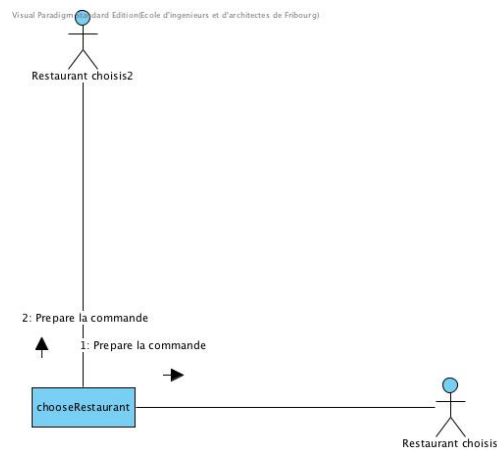 Visual Paradigm Standard Edition(Ecole d'ingenieurs et d'architectes de Fribourg)
Restaurant choisis2
2: Prepare la commande
1: Prepare la commande
chooseRestaurant
Restaurant choisis